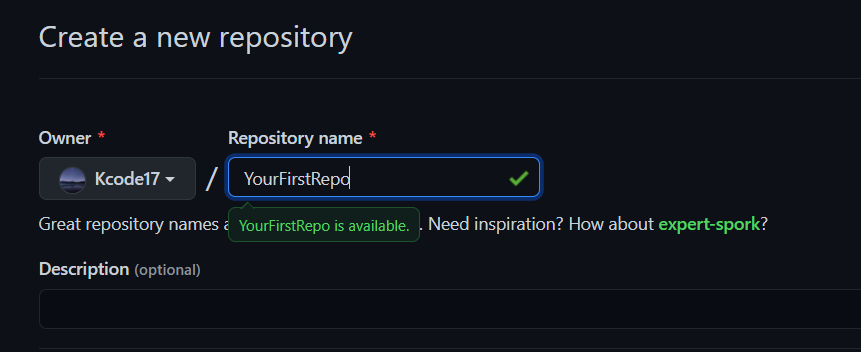 Create a new repository
Owner *
Repository name *
Kcode17
/
YourFirstRepo
Great repository names a
YourFirstRepo is available.
. Need inspiration? How about expert-spork?
Description (optional)